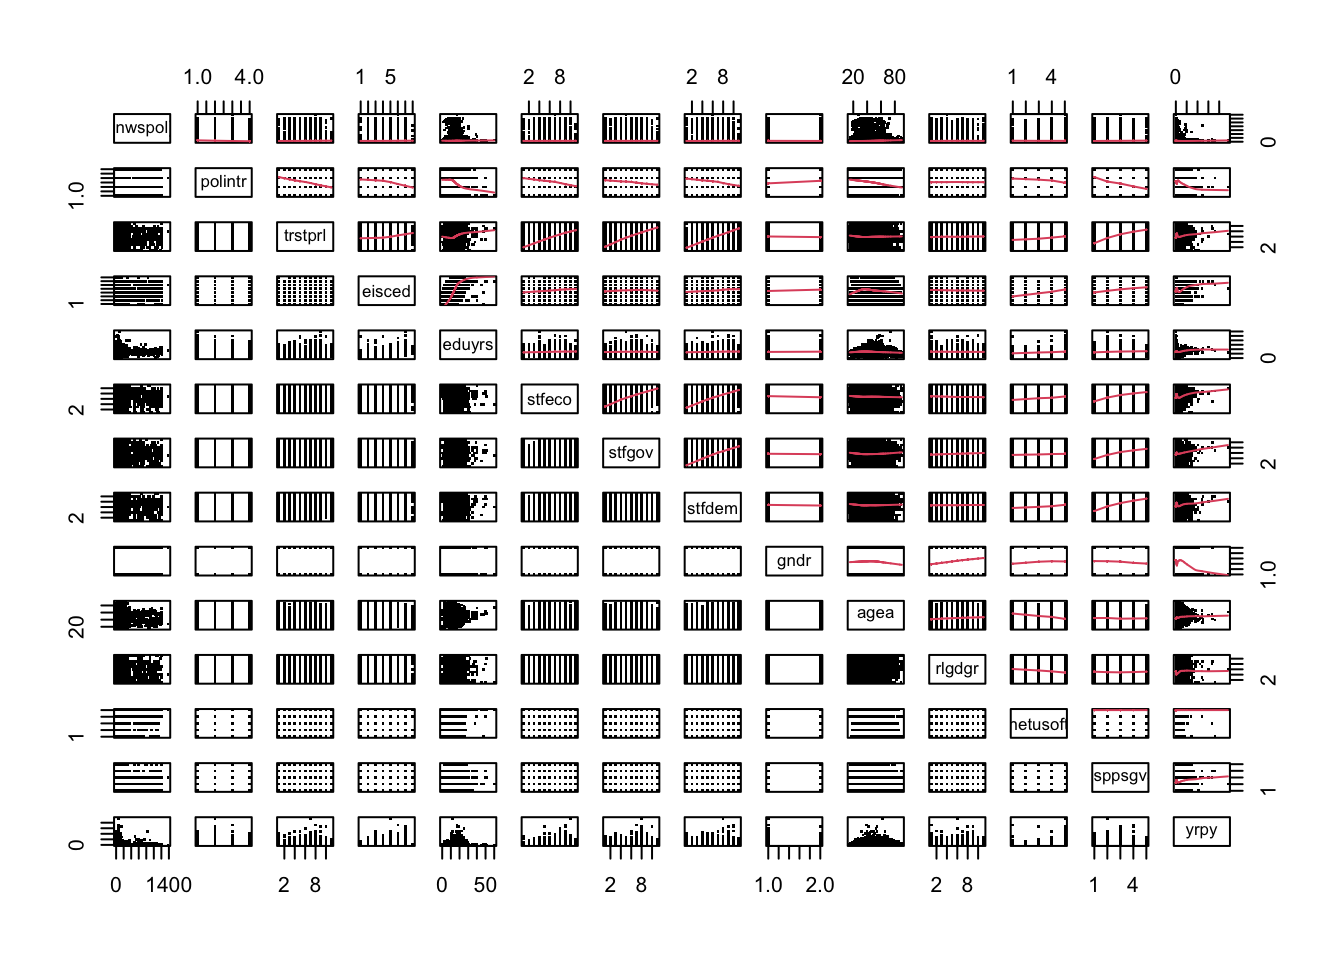 1.0 4.0 1 5 2 8 2 8 20 80 1 4 0
nwspol 0
1.0 polintr
trstprl 2
1 eisced
eduyrs 0
2 stfeco
stfgov 2
2 stfdem
gndr 1.0
20 agea
rlgdgr 2
1 netusoft
sppsgv 1
0 yrpy
0 1400 2 8 0 50 2 8 1.0 2.0 2 8 1 4